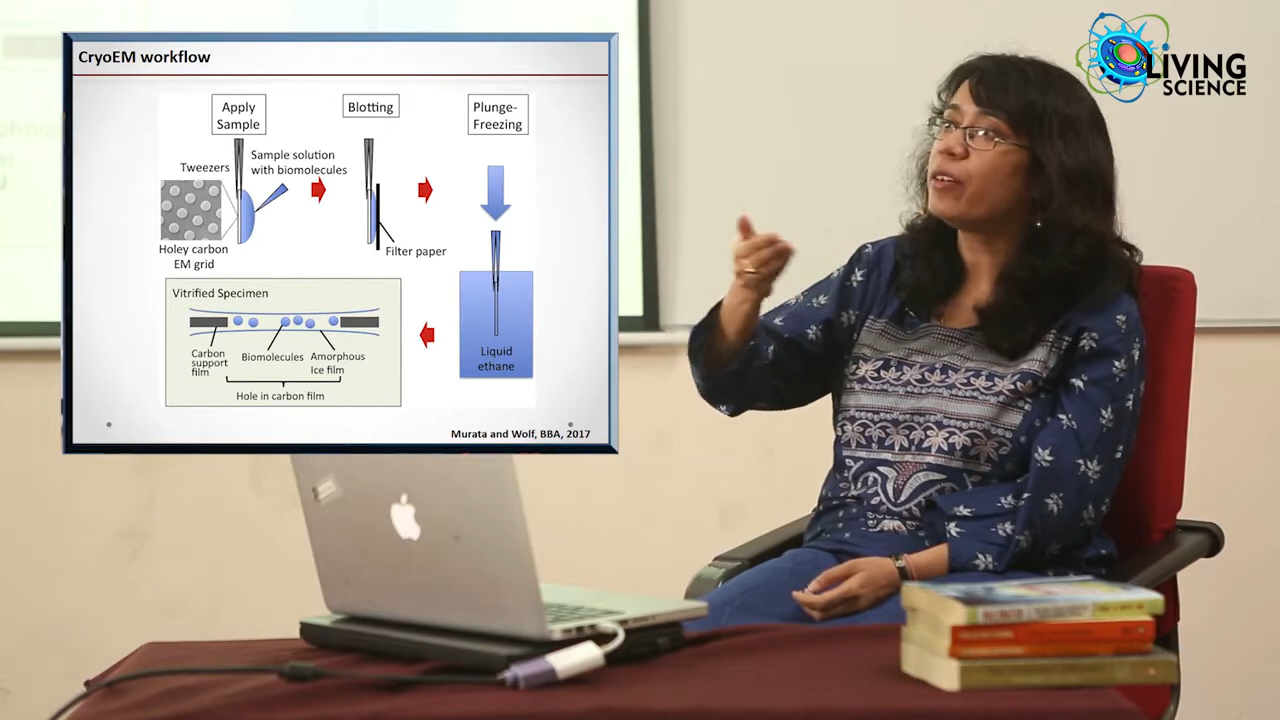 CryoEM workflow
Apply
Sample
Blotting
Plunge-
Freezing
Tweezers
Sample solution
with biomolecules
Holey carbon
EM grid
Filter paper
Liquid
ethane
Vitrified Specimen
Carbon
support
film
Biomolecules
Amorphous
Ice film
Hole in carbon film
Murata and Wolf, BBA, 2017
LIVING
SCIENCE